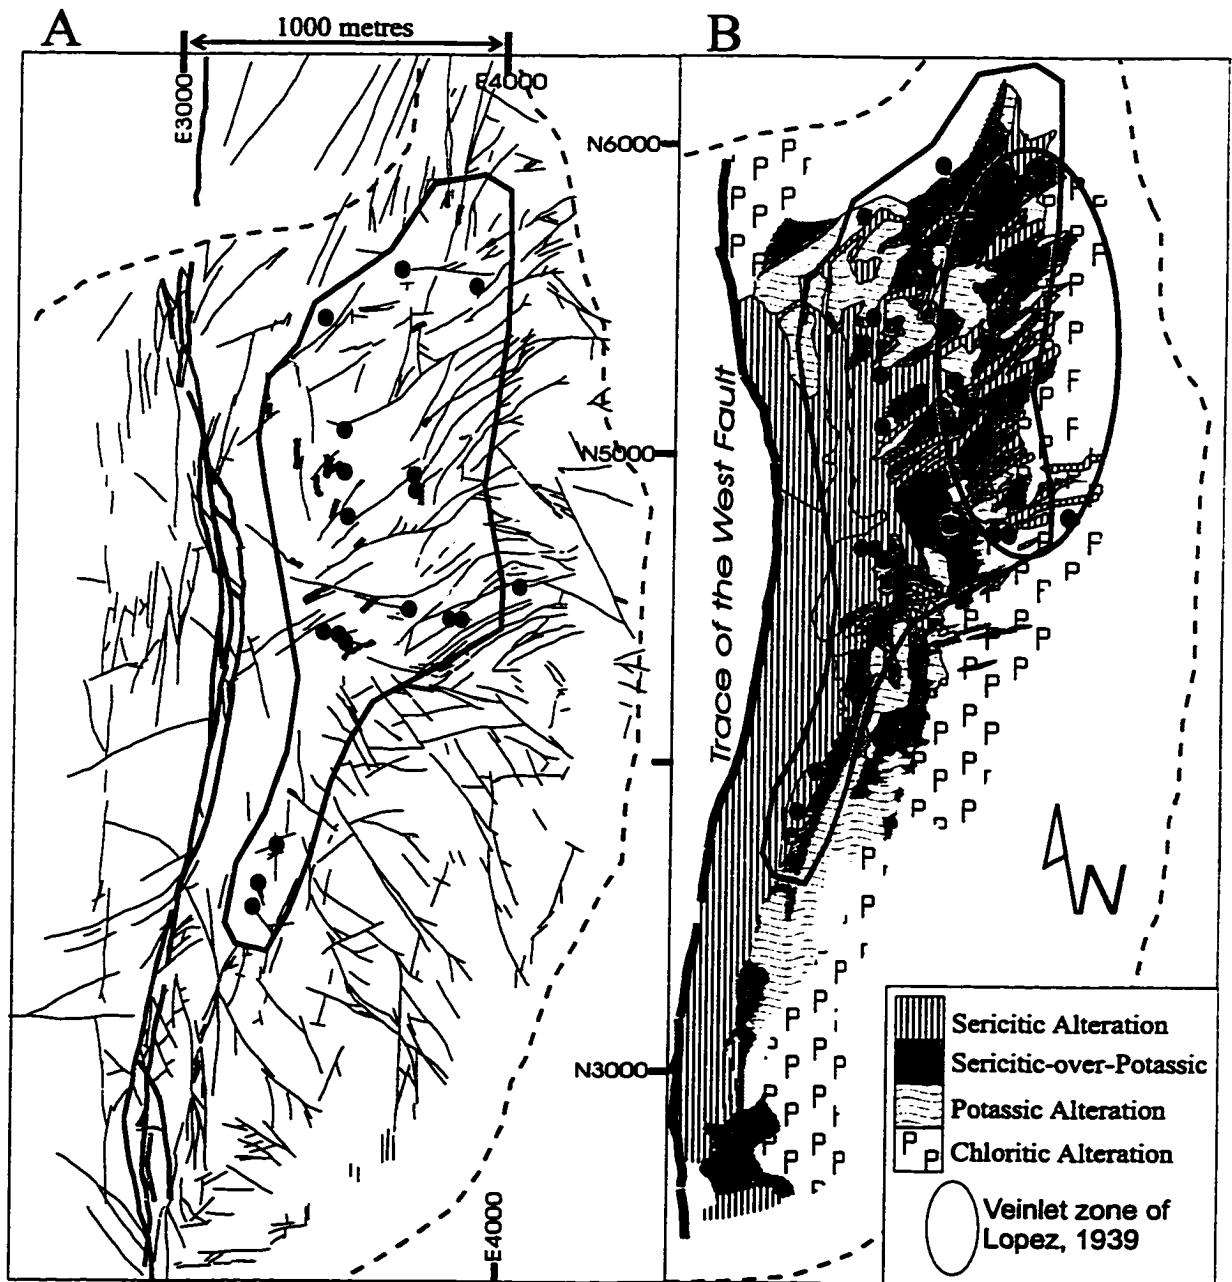 A
1000 metres
B
E3000
E4000
N6000
N5000
Trace of the West Fault
N
N3000
E4000
Sericitic Alteration
Sericitic-over-Potassic
Potassic Alteration
P P Chloritic Alteration
Veinlet zone of
Lopez, 1939